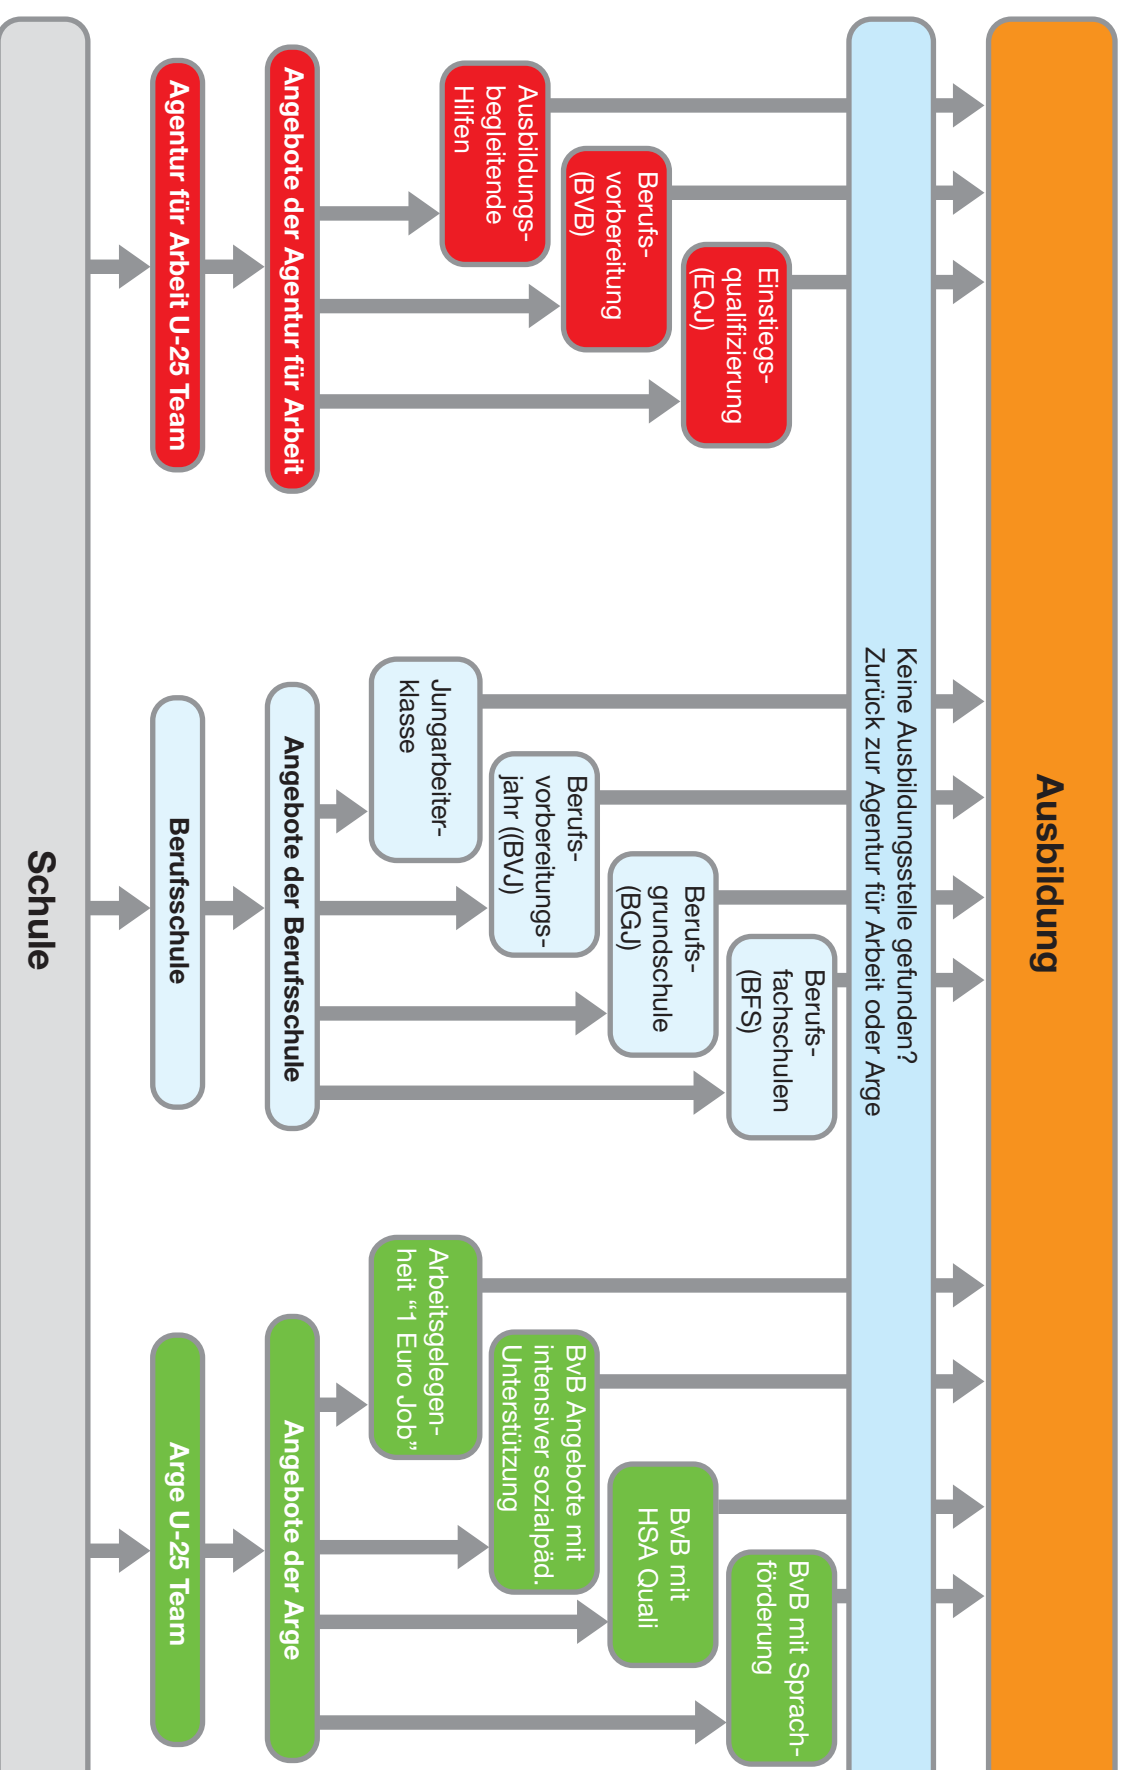 Ausbildung
Keine Ausbildungsstelle gefunden?
Zurück zur Agentur für Arbeit oder Arge
Einstiegs-
qualifizierung
(EQJ)
Berufs-
vorbereitung
(BVB)
Ausbildungs-
begleitende
Hilfen
Angebote der Agentur für Arbeit
Agentur für Arbeit U-25 Team
Berufs-
fachschulen
(BFS)
Berufs-
grundschule
(BGJ)
Berufs-
vorbereitungs-
jahr ((BVJ)
Jungarbeiter-
klasse
Angebote der Berufsschule
Berufsschule
BvB mit Sprach-
förderung
BvB mit
HSA Quali
BvB Angebote mit
intensiver sozialpäd.
Unterstützung
Arbeitsgelegen-
heit “1 Euro Job”
Angebote der Arge
Arge U-25 Team
Schule